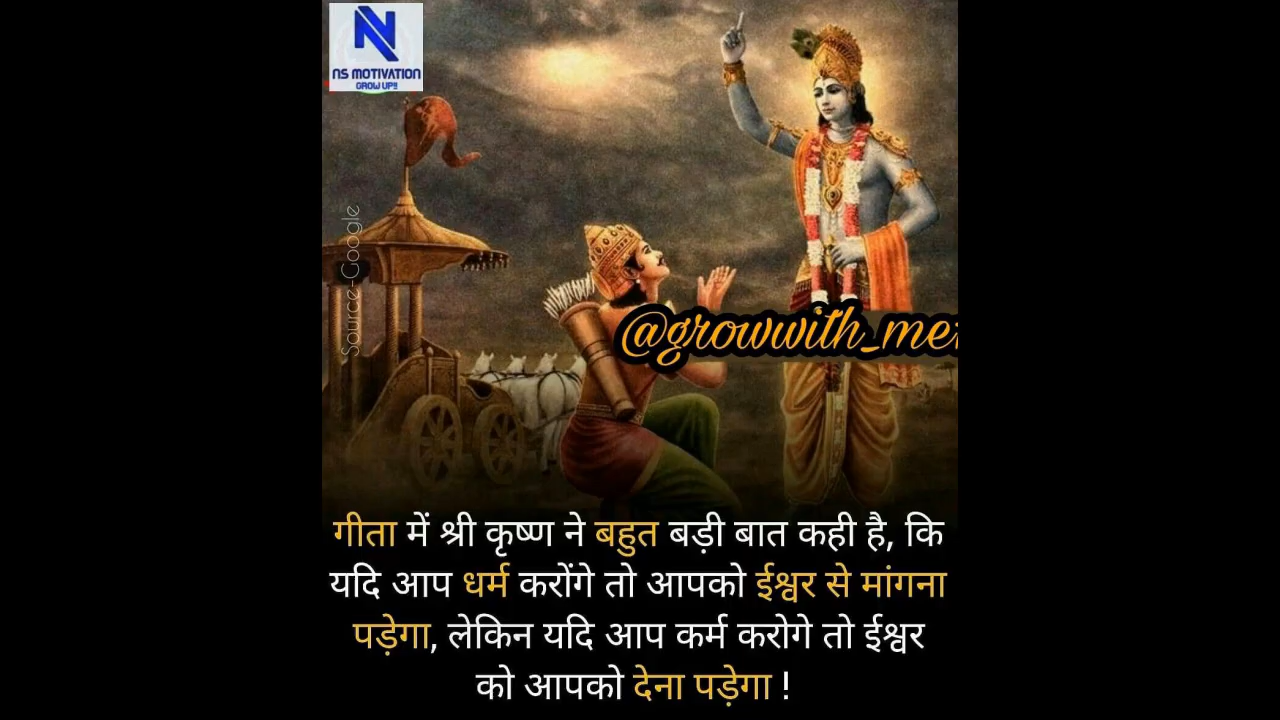 NS MOTIVATION
GROW UP!!
Source-Google
गीता में श्री कृष्ण ने बहुत बड़ी बात कही है, कि
यदि आप धर्म करोंगे तो आपको ईश्वर से मांगना
पड़ेगा, लेकिन यदि आप कर्म करोगे तो ईश्वर
को आपको देना पड़ेगा !